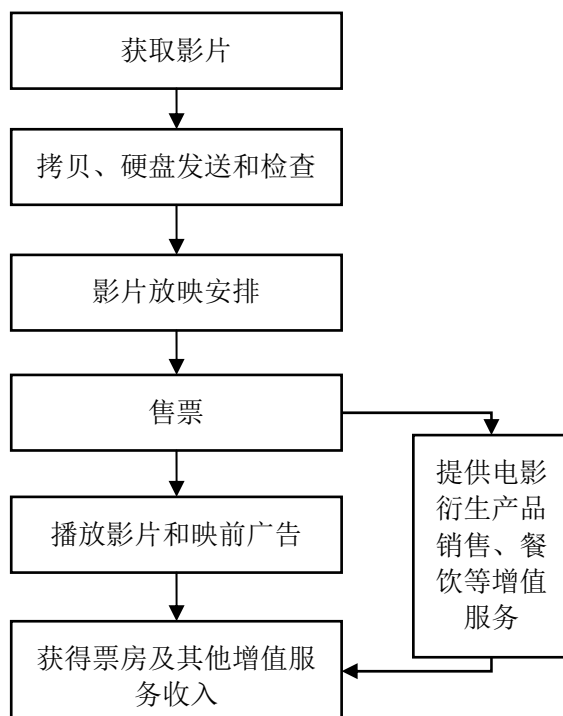 获取影片
拷贝、硬盘发送和检查
影片放映安排
售票
提供电影
衍生产品
销售、餐
饮等增值
服务
播放影片和映前广告
获得票房及其他增值服
务收入